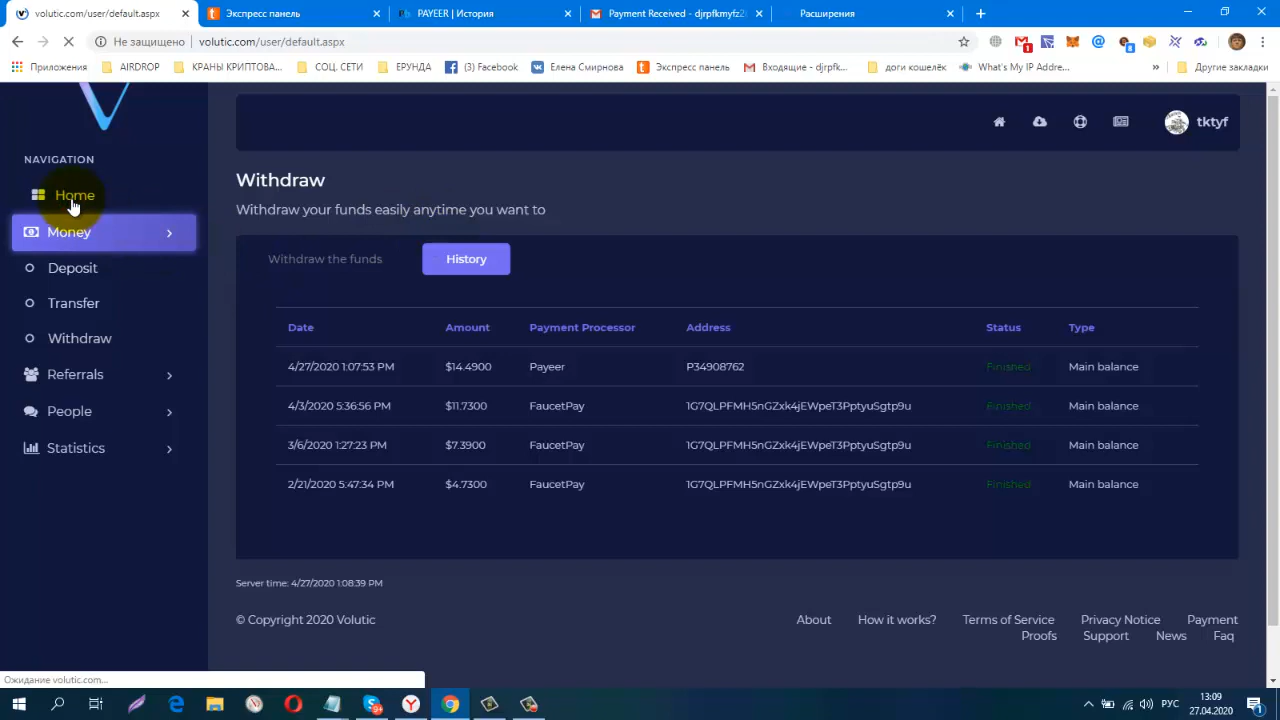 volutic.com/user/default.aspx
Экспресс панель
PAYEER | История
Payment Received - djrpfkmyfz2
Расширения
Не защищено
volutic.com/user/default.aspx
Приложения
AIRDROP
КРАНЫ КРИПТОВА...
СОЦ. СЕТИ
ЕРУНДА
(3) Facebook
Елена Смирнова
Экспресс панель
Входящие - djrpfk...
доги кошелёк
What's My IP Addre...
»
Другие закладки
tktyf
NAVIGATION
Home
Money
Deposit
Transfer
Withdraw
Referrals
People
Statistics
Withdraw
Withdraw your funds easily anytime you want to
Withdraw the funds
History
Date Amount Payment Processor Address Status Type
4/27/2020 1:07:53 PM $14.4900 Payeer P34908762 Finished Main balance
4/3/2020 5:36:56 PM $11.7300 FaucetPay 1G7QLPFMH5nGZxk4jEWpeT3PptyuSgtp9u Finished Main balance
3/6/2020 1:27:23 PM $7.3900 FaucetPay 1G7QLPFMH5nGZxk4jEWpeT3PptyuSgtp9u Finished Main balance
2/21/2020 5:47:34 PM $4.7300 FaucetPay 1G7QLPFMH5nGZxk4jEWpeT3PptyuSgtp9u Finished Main balance
Server time: 4/27/2020 1:08:39 PM
© Copyright 2020 Volutic
About How it works? Terms of Service Privacy Notice Payment
Proofs Support News Faq
Ожидание volutic.com...
РУС
13:09
27.04.2020